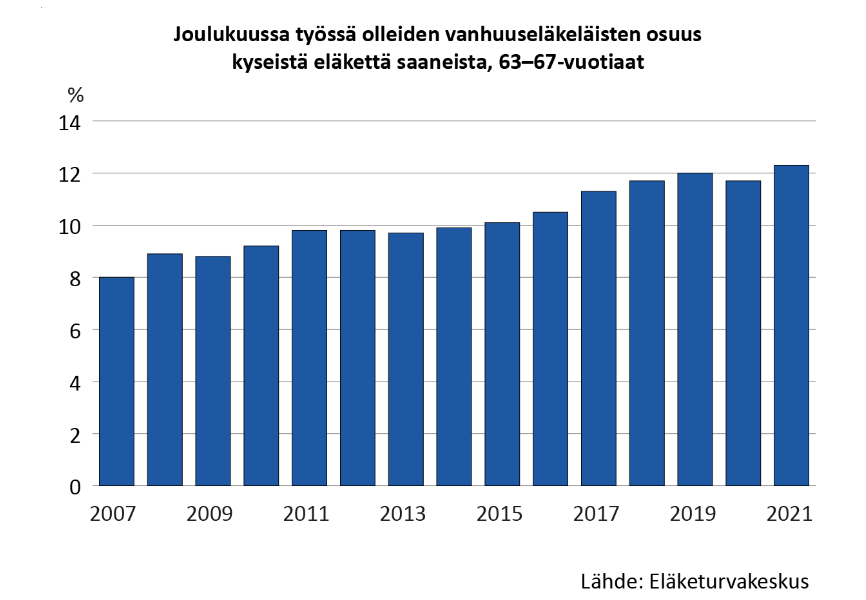 Joulukuussa työssä olleiden vanhuuseläkeläisten osuus
kyseistä eläkettä saaneista, 63–67-vuotiaat
%
14
12
10
8
6
4
2
0
2007 2009 2011 2013 2015 2017 2019 2021
Lähde: Eläketurvakeskus